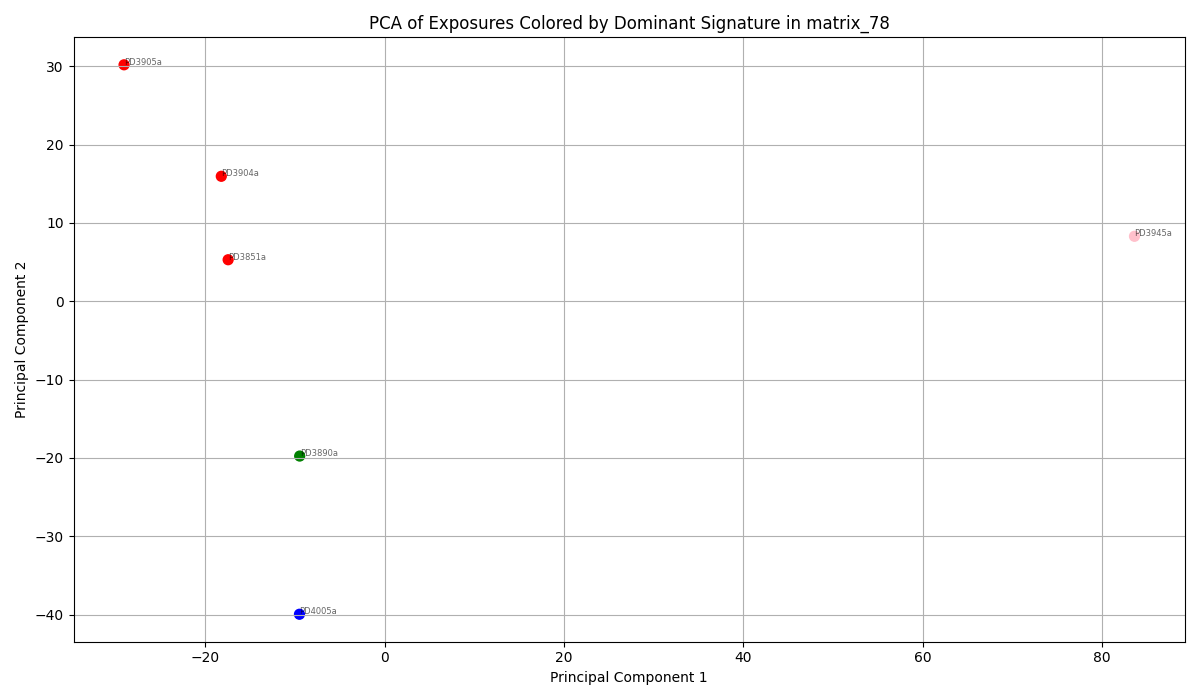 PCA of Exposures Colored by Dominant Signature in matrix_78
30
20
10
0
−10
−20
−30
−40
Principal Component 2
PD3905a
PD3904a
PD3945a
PD3851a
PD3890a
PD4005a
−20
0
20
40
60
80
Principal Component 1